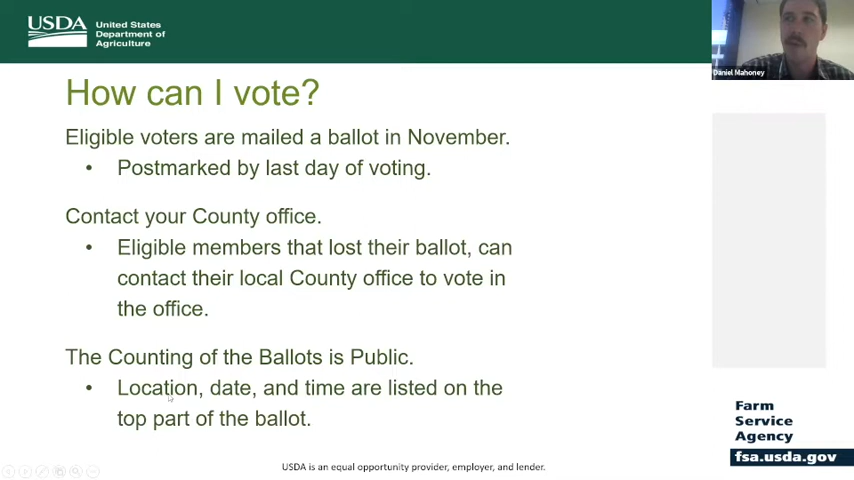 USDA
United States
Department of
Agriculture
Daniel Mahoney
How can I vote?
Eligible voters are mailed a ballot in November.
• Postmarked by last day of voting.
Contact your County office.
• Eligible members that lost their ballot, can
contact their local County office to vote in
the office.
The Counting of the Ballots is Public.
• Location, date, and time are listed on the
top part of the ballot.
Farm
Service
Agency
fsa.usda.gov
USDA is an equal opportunity provider, employer, and lender.